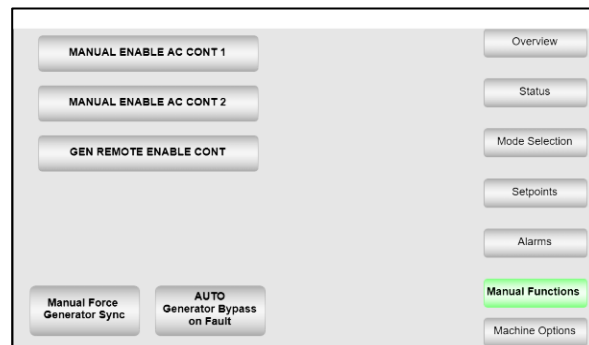 MANUAL ENABLE AC CONT 1
MANUAL ENABLE AC CONT 2
GEN REMOTE ENABLE CONT
Manual Force
Generator Sync
AUTO
Generator Bypass
on Fault
Overview
Status
Mode Selection
Setpoints
Alarms
Manual Functions
Machine Options